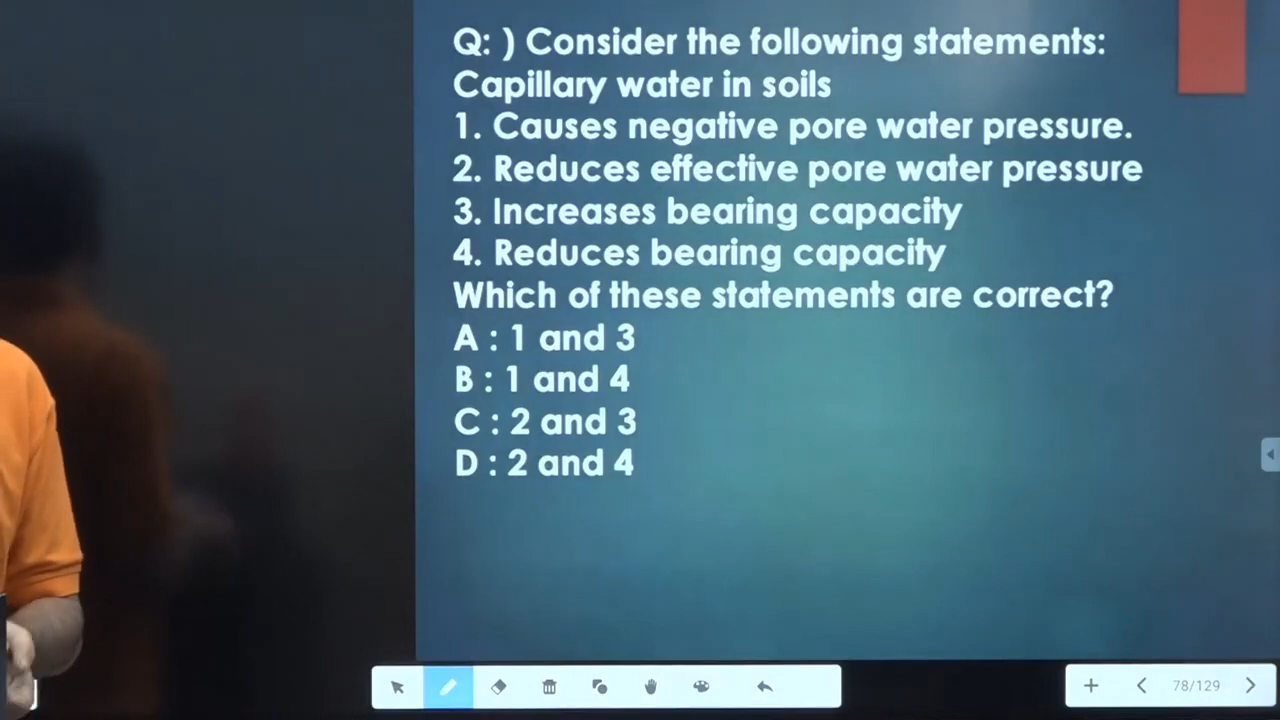 Q: ) Consider the following statements:
Capillary water in soils
1. Causes negative pore water pressure.
2. Reduces effective pore water pressure
3. Increases bearing capacity
4. Reduces bearing capacity
Which of these statements are correct?
A : 1 and 3
B : 1 and 4
C : 2 and 3
D : 2 and 4
78/129